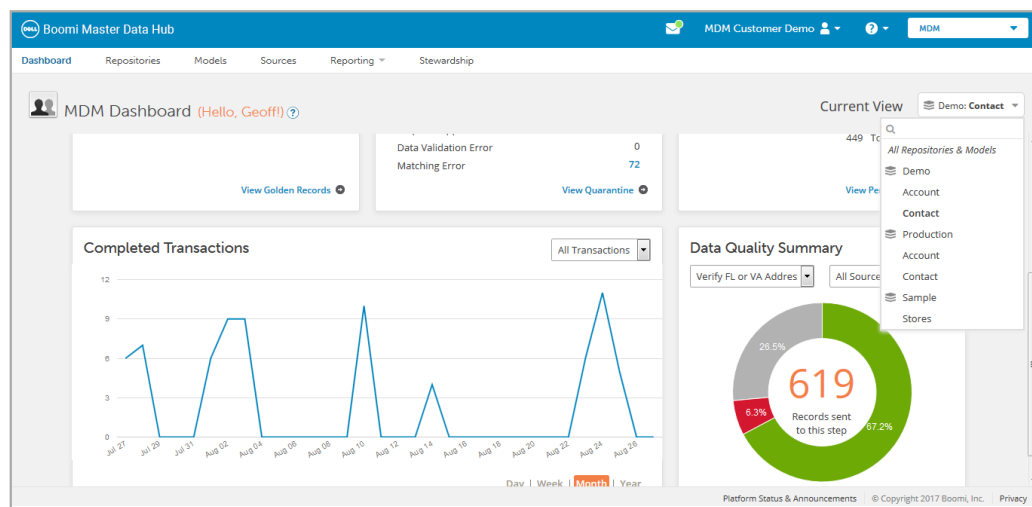 DELL Boomi Master Data Hub
MDM Customer Demo
?
MDM
Dashboard Repositories Models Sources Reporting Stewardship
MDM Dashboard (Hello, Geoff!) ?
Current View Demo: Contact
All Repositories & Models
Demo
Account
Contact
Production
Account
Contact
Sample
Stores
Data Validation Error 0
Matching Error 72
449
View Golden Records
View Quarantine
View
Completed Transactions
All Transactions
12
9
6
3
0
Jul 27 Jul 29 Jul 31 Aug 02 Aug 04 Aug 06 Aug 08 Aug 10 Aug 12 Aug 14 Aug 16 Aug 18 Aug 20 Aug 22 Aug 24 Aug 26
Day | Week | Month | Year
Data Quality Summary
Verify FL or VA Addres
All Source
26.5%
6.3%
67.2%
619
Records sent
to this step
Platform Status & Announcements © Copyright 2017 Boomi, Inc. Privacy